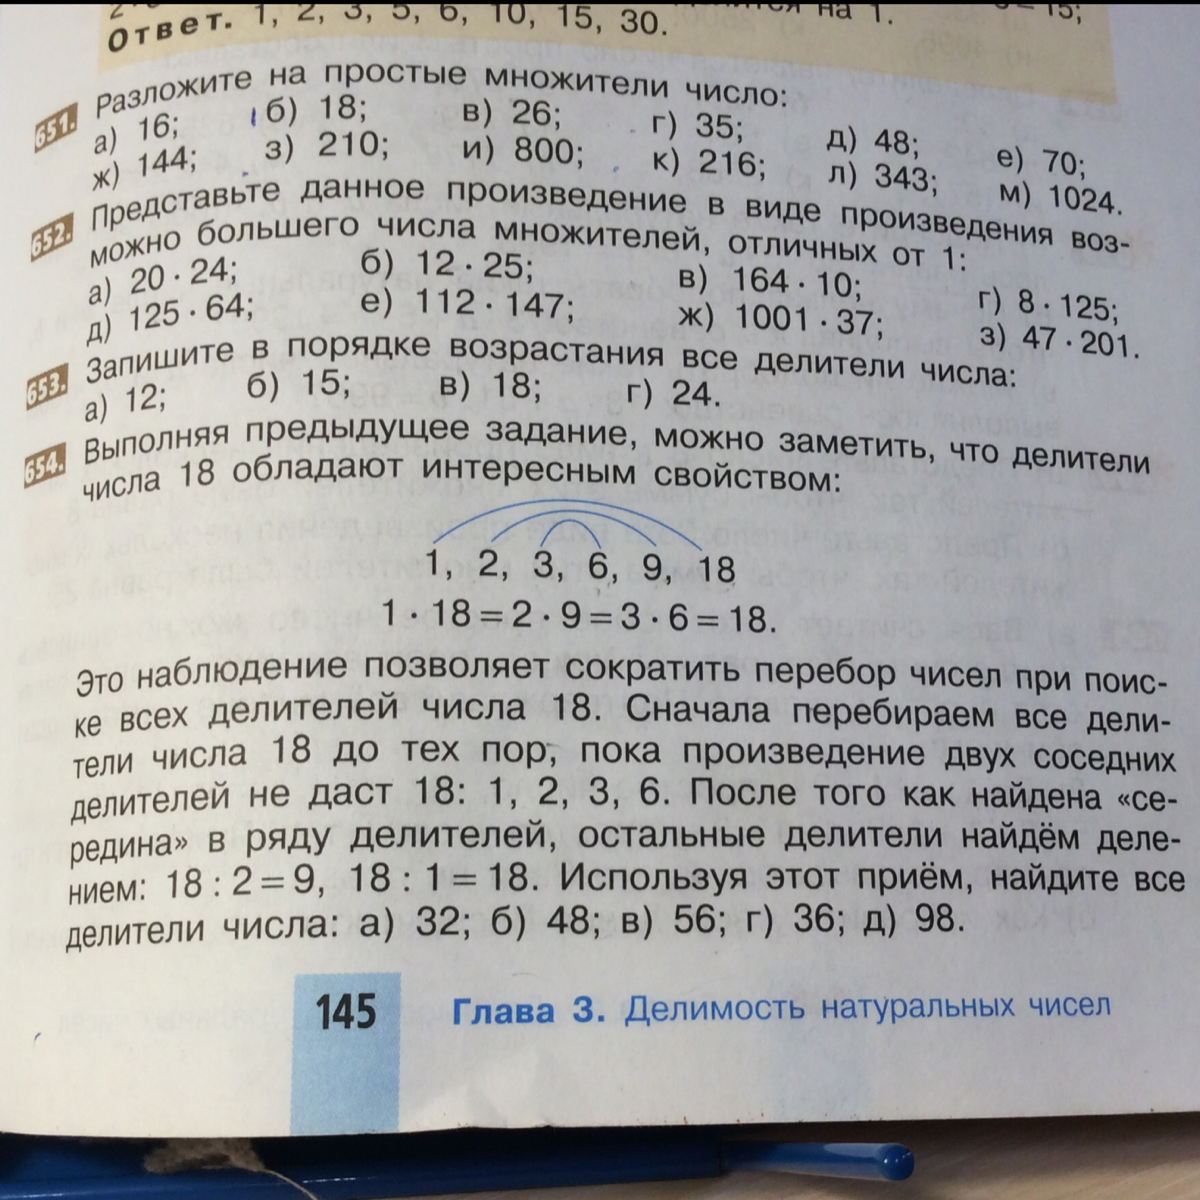 Ответ. 1, 2, 3, 5, 6, 10, 15, 30.
на 1.
15;
651. Разложите на простые множители число:
а) 16; б) 18; в) 26; г) 35; д) 48; е) 70;
ж) 144; з) 210; и) 800; к) 216; л) 343; м) 1024.
652. Представьте данное произведение в виде произведения воз-
можно большего числа множителей, отличных от 1:
а) 20 · 24; б) 12 · 25; в) 164 · 10; г) 8 · 125;
д) 125 · 64; е) 112 · 147; ж) 1001 · 37; з) 47 · 201.
653. Запишите в порядке возрастания все делители числа:
а) 12; б) 15; в) 18; г) 24.
654. Выполняя предыдущее задание, можно заметить, что делители
числа 18 обладают интересным свойством:
1, 2, 3, 6, 9, 18
1 · 18 = 2 · 9 = 3 · 6 = 18.
Это наблюдение позволяет сократить перебор чисел при поис-
ке всех делителей числа 18. Сначала перебираем все дели-
тели числа 18 до тех пор, пока произведение двух соседних
делителей не даст 18: 1, 2, 3, 6. После того как найдена «се-
редина» в ряду делителей, остальные делители найдём деле-
нием: 18 : 2 = 9, 18 : 1 = 18. Используя этот приём, найдите все
делители числа: а) 32; б) 48; в) 56; г) 36; д) 98.
145 Глава 3. Делимость натуральных чисел